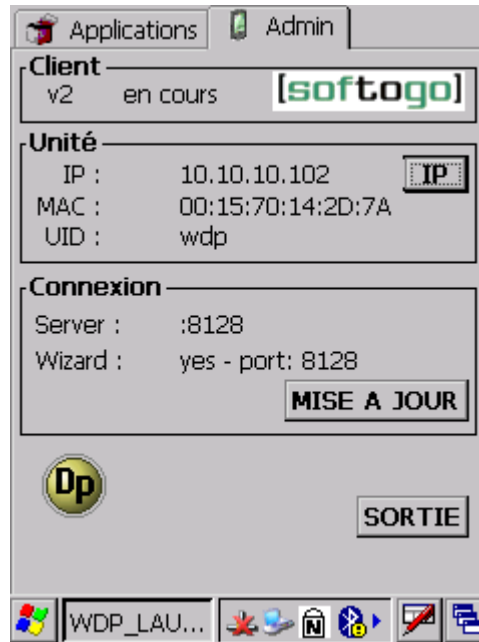 Applications Admin
Client
v2 en cours [softogo]
Unité
IP : 10.10.10.102 IP
MAC : 00:15:70:14:2D:7A
UID : wdp
Connexion
Server : :8128
Wizard : yes - port: 8128
MISE A JOUR
Dp
SORTIE
WDP_LAU... N